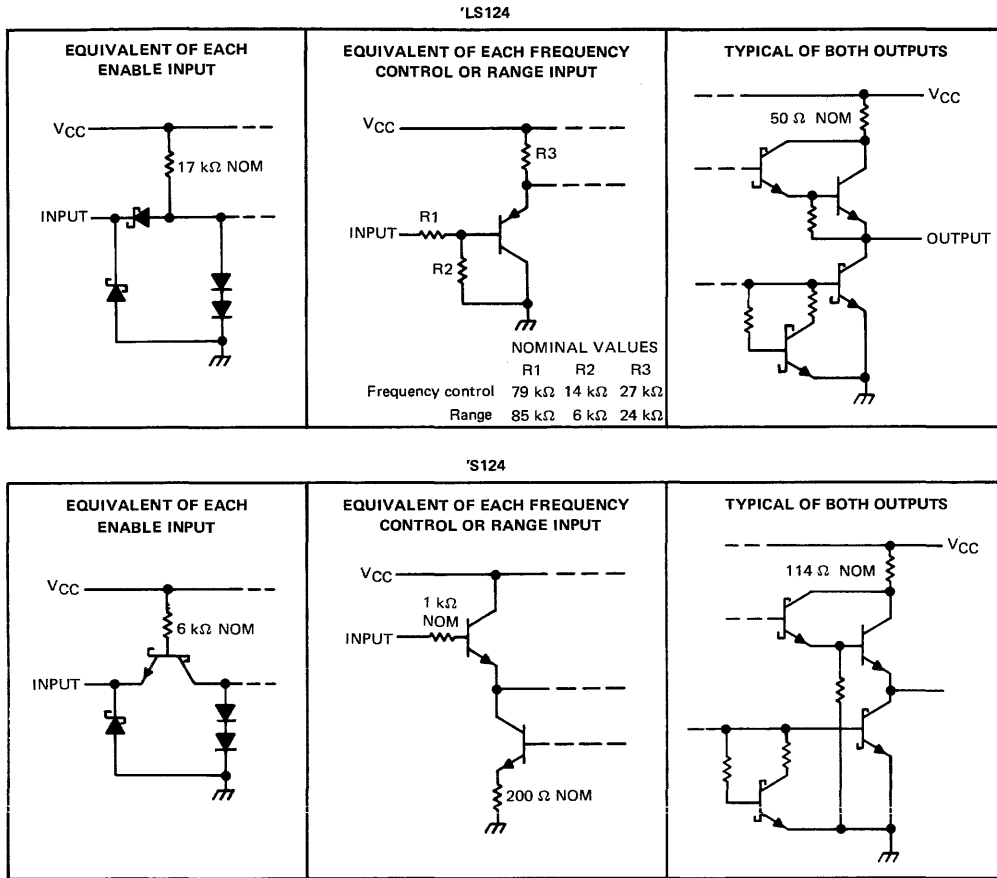 'LS124
EQUIVALENT OF EACH
ENABLE INPUT
VCC
17 kΩ NOM
INPUT
EQUIVALENT OF EACH FREQUENCY
CONTROL OR RANGE INPUT
VCC
R3
R1
INPUT
R2
NOMINAL VALUES
R1 R2 R3
Frequency control 79 kΩ 14 kΩ 27 kΩ
Range 85 kΩ 6 kΩ 24 kΩ
TYPICAL OF BOTH OUTPUTS
VCC
50 Ω NOM
OUTPUT
'S124
EQUIVALENT OF EACH
ENABLE INPUT
VCC
6 kΩ NOM
INPUT
EQUIVALENT OF EACH FREQUENCY
CONTROL OR RANGE INPUT
VCC
1 kΩ
NOM
INPUT
200 Ω NOM
TYPICAL OF BOTH OUTPUTS
VCC
114 Ω NOM